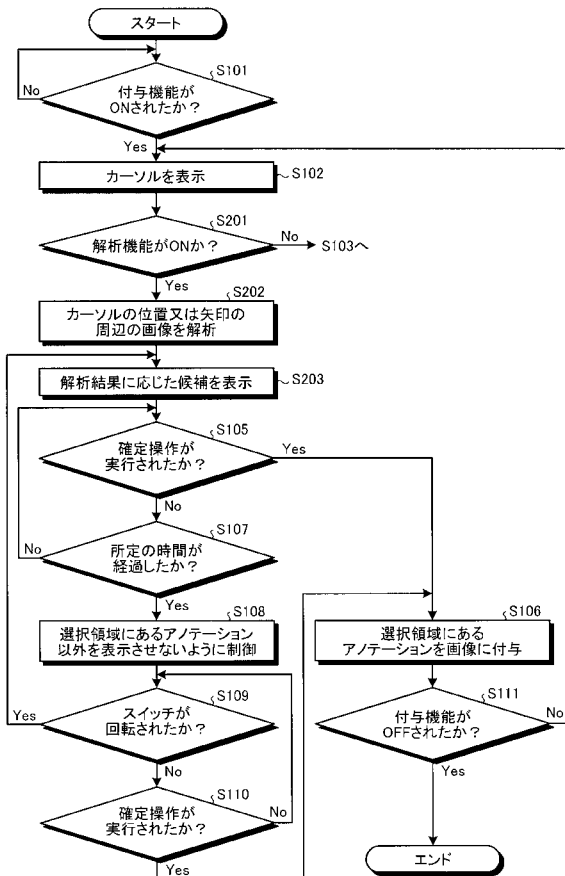 スタート
S101
付与機能が
ONされたか？
No
Yes
カーソルを表示
S102
S201
解析機能がONか？
No
S103へ
Yes
S202
カーソルの位置又は矢印の
周辺の画像を解析
解析結果に応じた候補を表示
S203
S105
確定操作が
実行されたか？
Yes
No
S107
所定の時間が
経過したか？
No
Yes
S108
選択領域にあるアノテーション
以外を表示させないように制御
S109
スイッチが
回転されたか？
Yes
No
S110
確定操作が
実行されたか？
No
Yes
S106
選択領域にある
アノテーションを画像に付与
S111
付与機能が
OFFされたか？
No
Yes
エンド